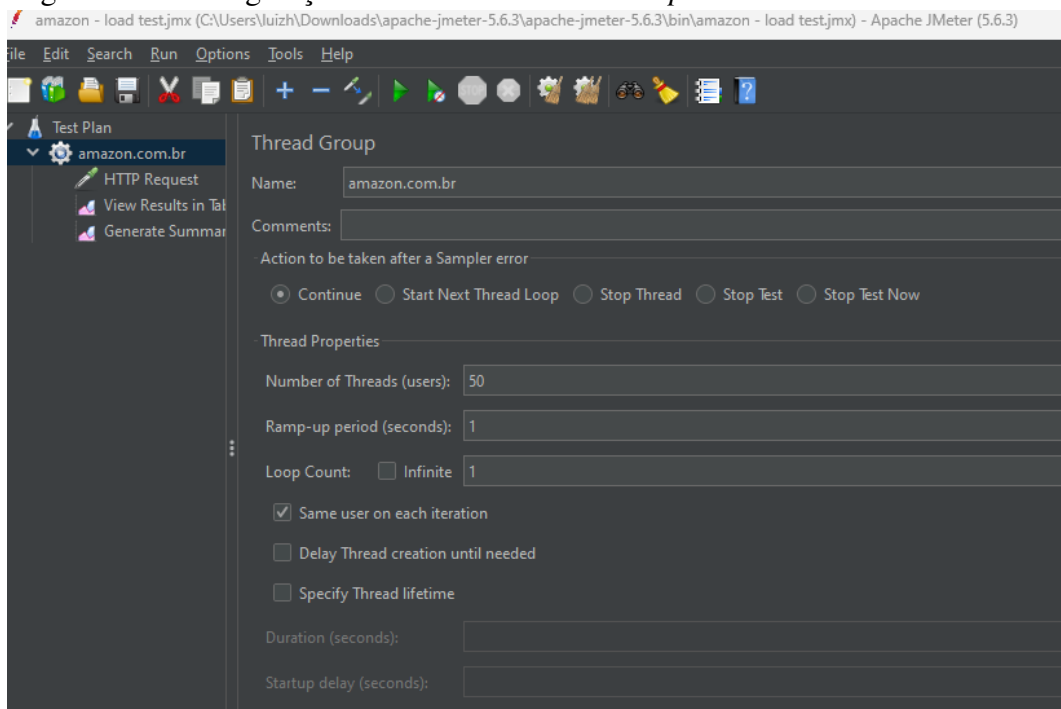 amazon - load test.jmx (C:\Users\luizh\Downloads\apache-jmeter-5.6.3\apache-jmeter-5.6.3\bin\amazon - load test.jmx) - Apache JMeter (5.6.3)
File Edit Search Run Options Tools Help
STOP
Test Plan
amazon.com.br
HTTP Request
View Results in Tab
Generate Summar
Thread Group
Name: amazon.com.br
Comments:
Action to be taken after a Sampler error
Continue Start Next Thread Loop Stop Thread Stop Test Stop Test Now
Thread Properties
Number of Threads (users): 50
Ramp-up period (seconds): 1
Loop Count: Infinite 1
Same user on each iteration
Delay Thread creation until needed
Specify Thread lifetime
Duration (seconds):
Startup delay (seconds):